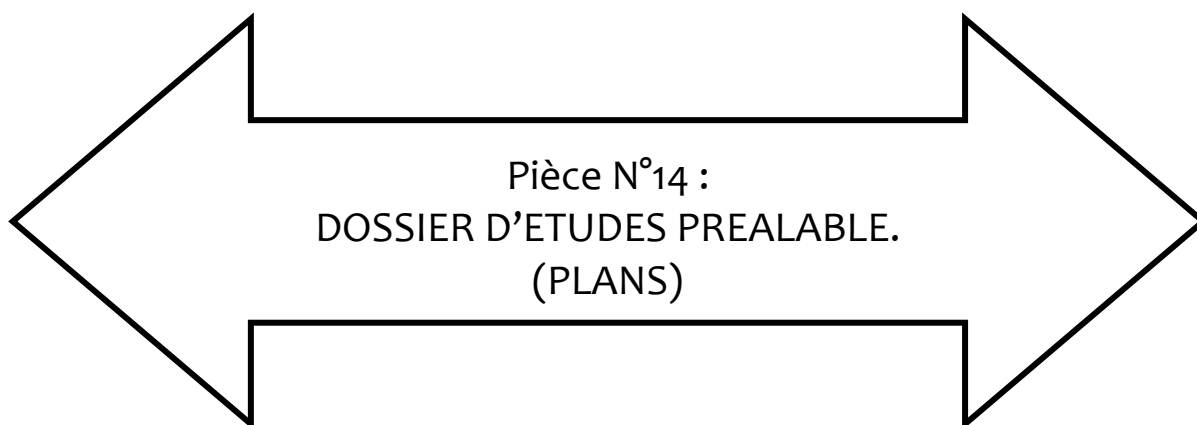 Pièce N°14 :
DOSSIER D’ETUDES PREALABLE.
(PLANS)